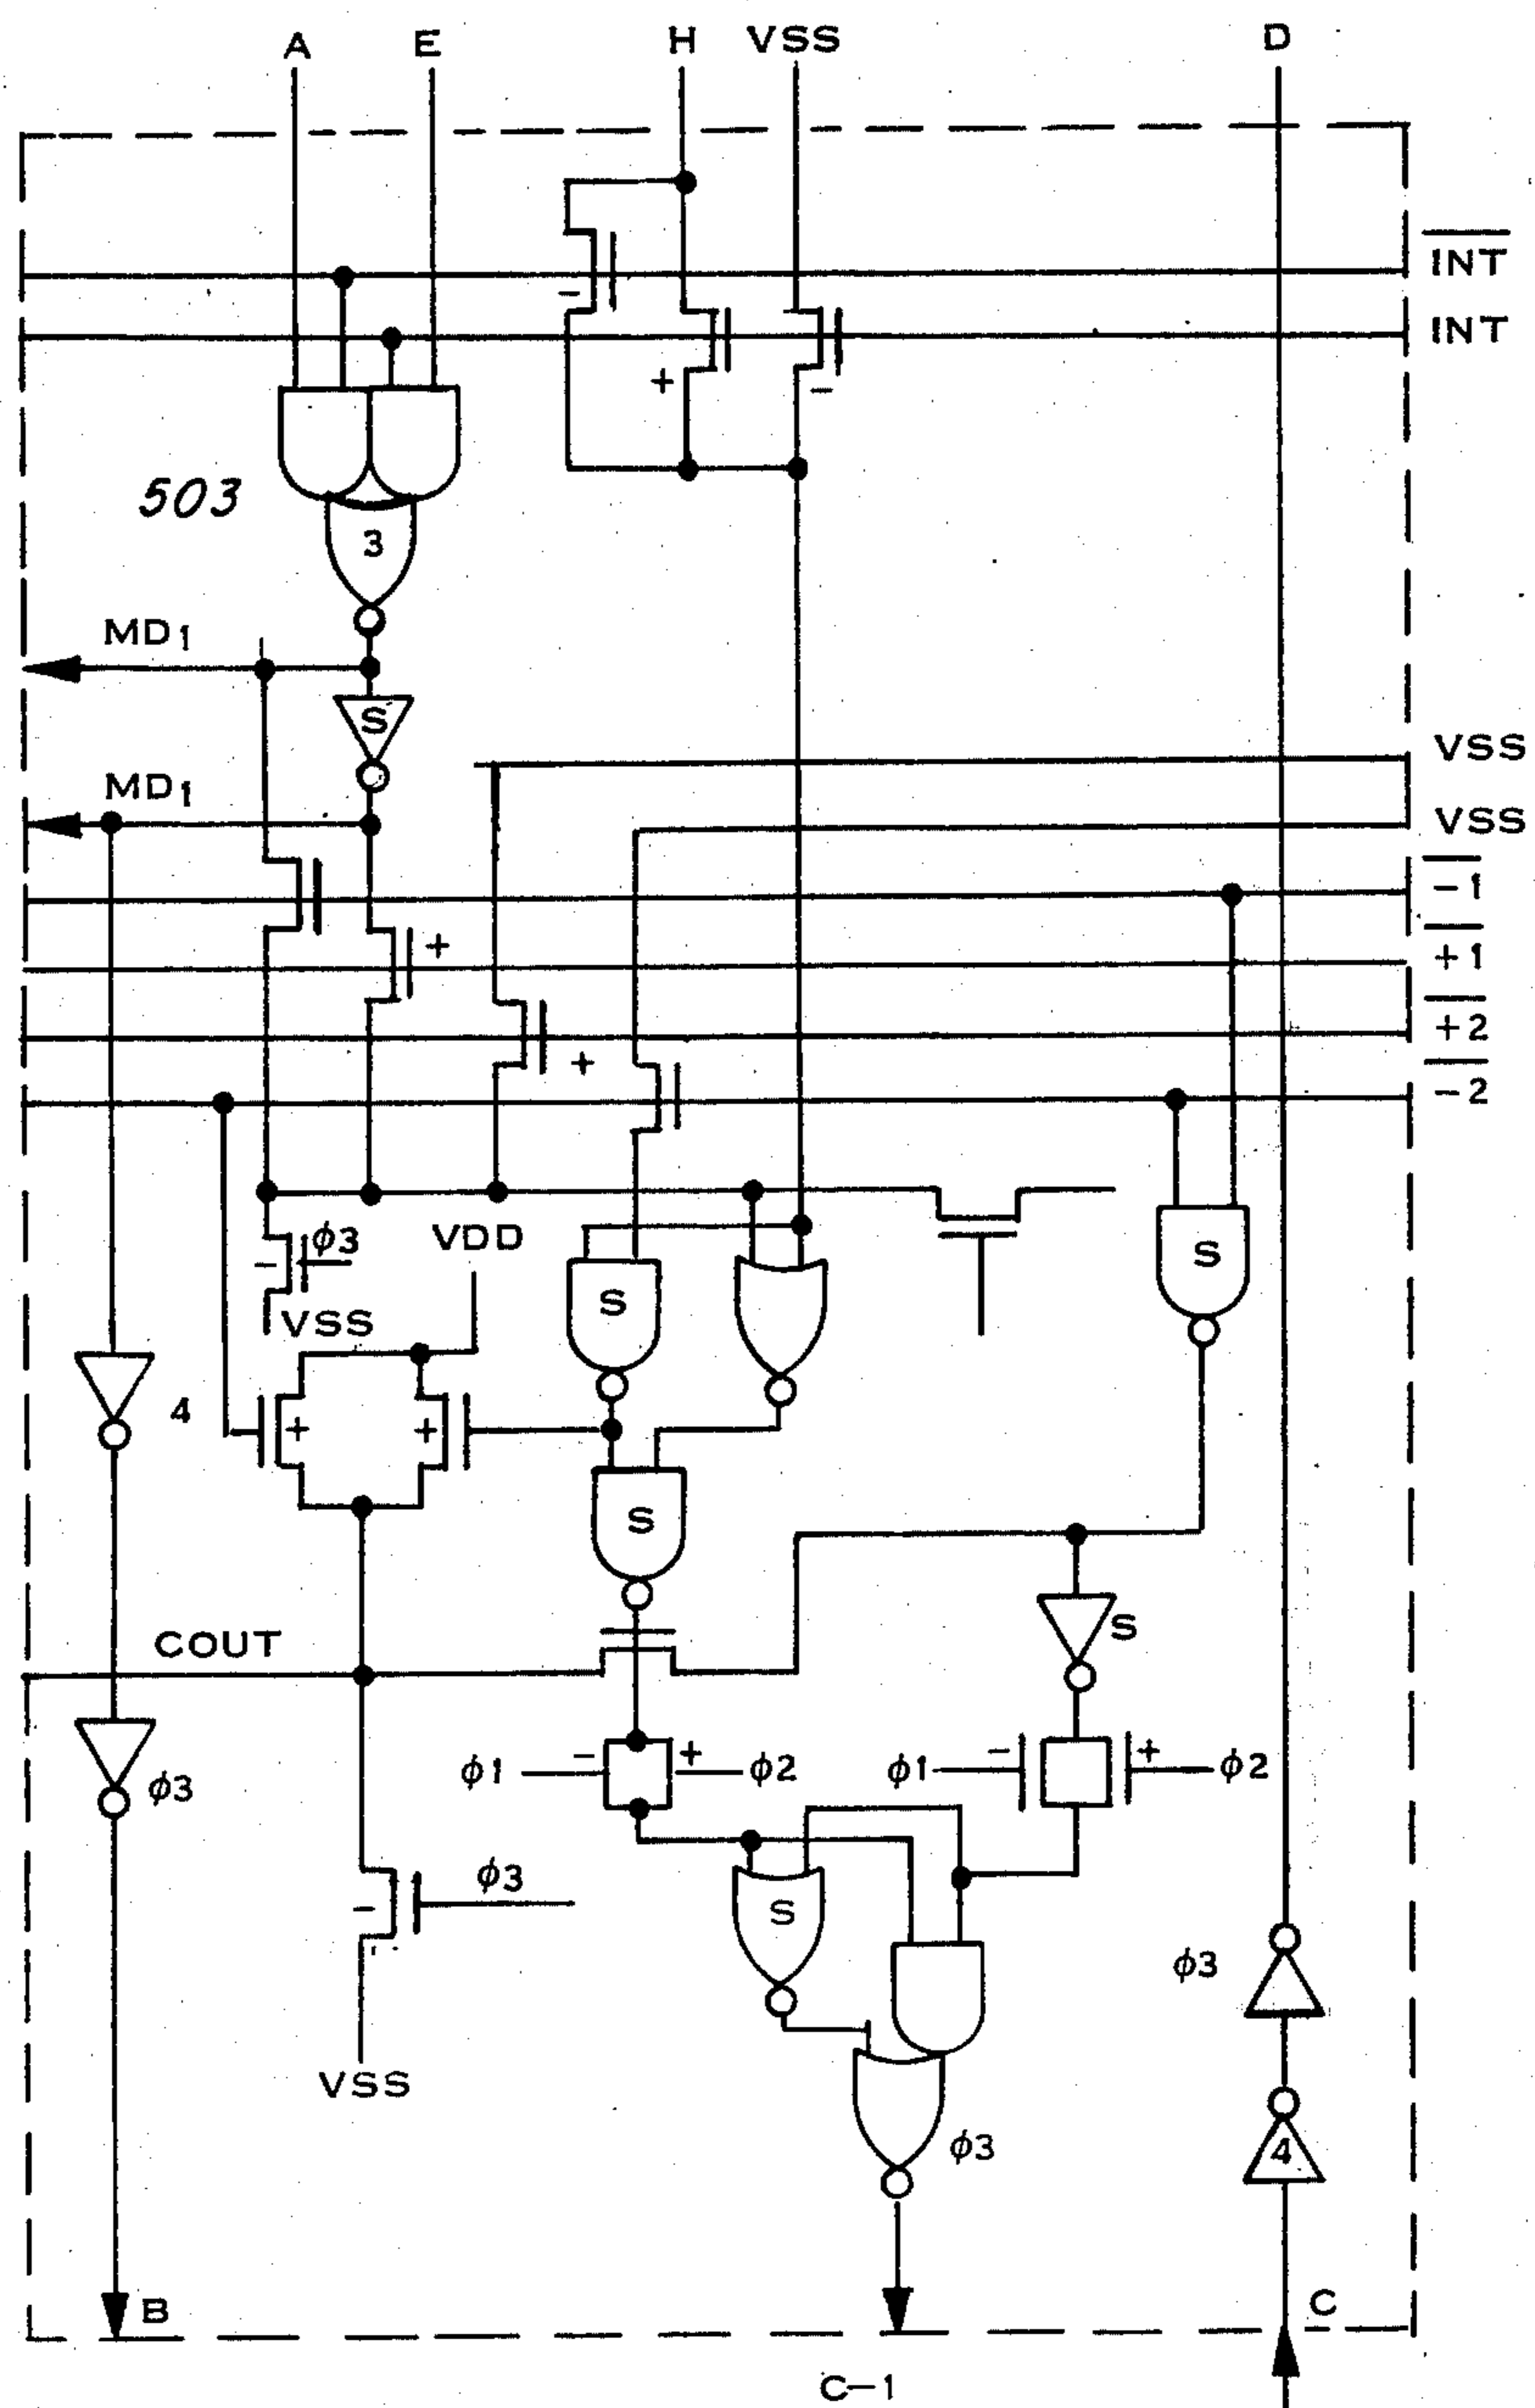 A E H VSS D
I̅N̅T̅
INT
503
3
MD1
S
VSS
MD1
VSS
-̅1̅
+
+̅1̅
+̅2̅
+
-̅2̅
- +
-
-
ϕ3
VDD
- S S
VSS
4
+ +
S
COUT
S
ϕ1 - + ϕ2 ϕ1 - + ϕ2
ϕ3
ϕ3
-
S
ϕ3
VSS
ϕ3
4
B
C
C-1